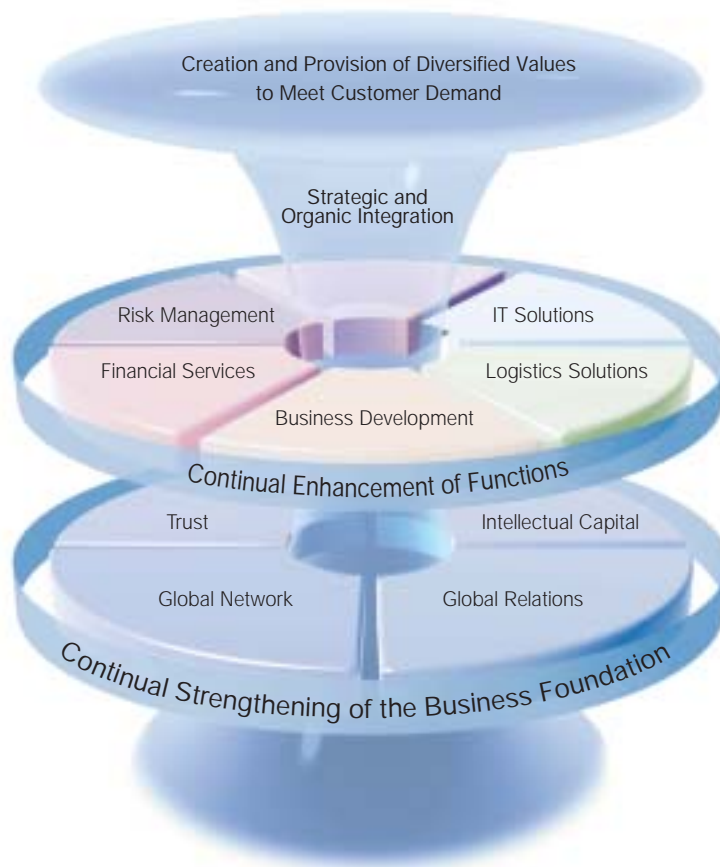 Creation and Provision of Diversified Values
to Meet Customer Demand
Strategic and
Organic Integration
Risk Management
IT Solutions
Financial Services
Logistics Solutions
Business Development
Continual Enhancement of Functions
Trust
Intellectual Capital
Global Network
Global Relations
Continual Strengthening of the Business Foundation